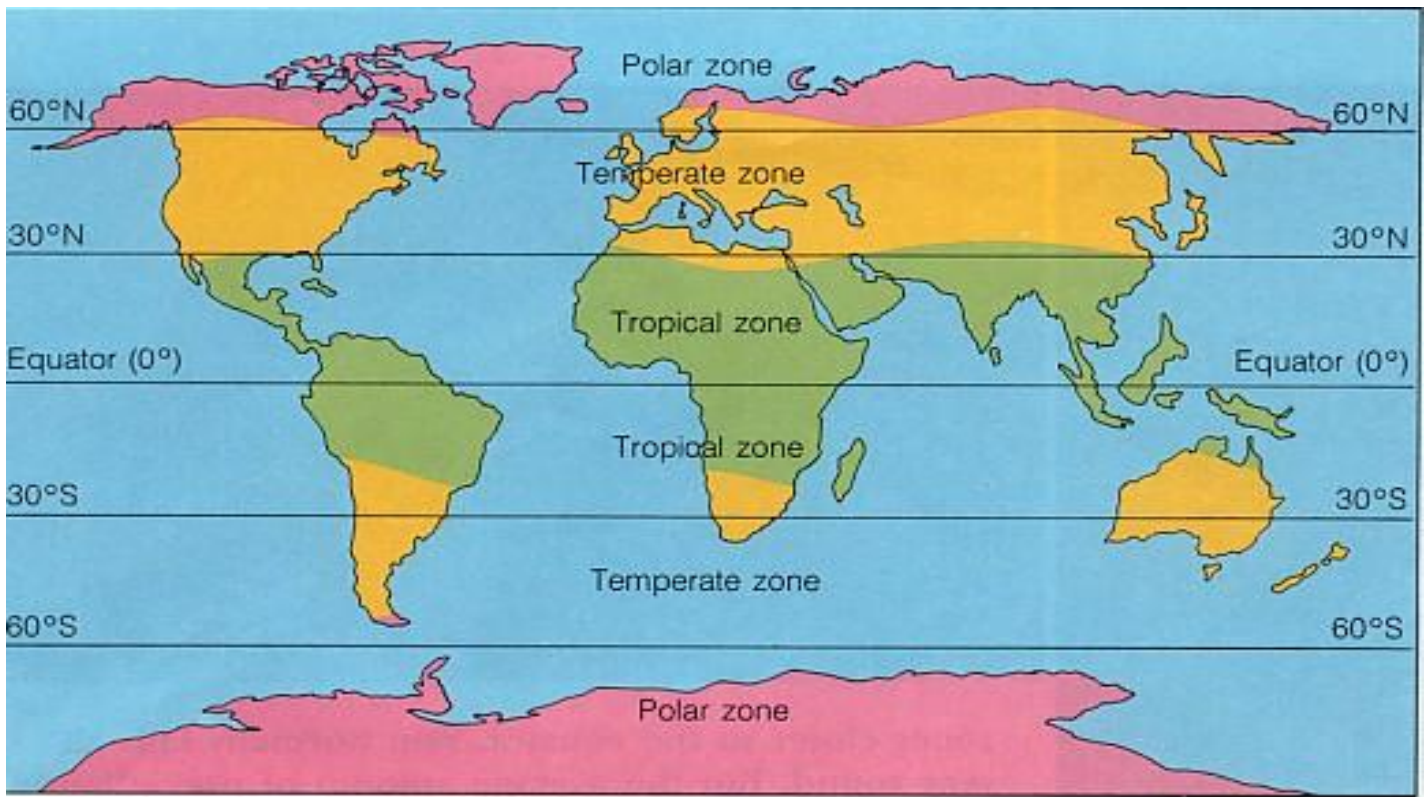 Polar zone
60°N 60°N
Temperate zone
30°N 30°N
Tropical zone
Equator (0°) Equator (0°)
Tropical zone
30°S 30°S
Temperate zone
60°S 60°S
Polar zone